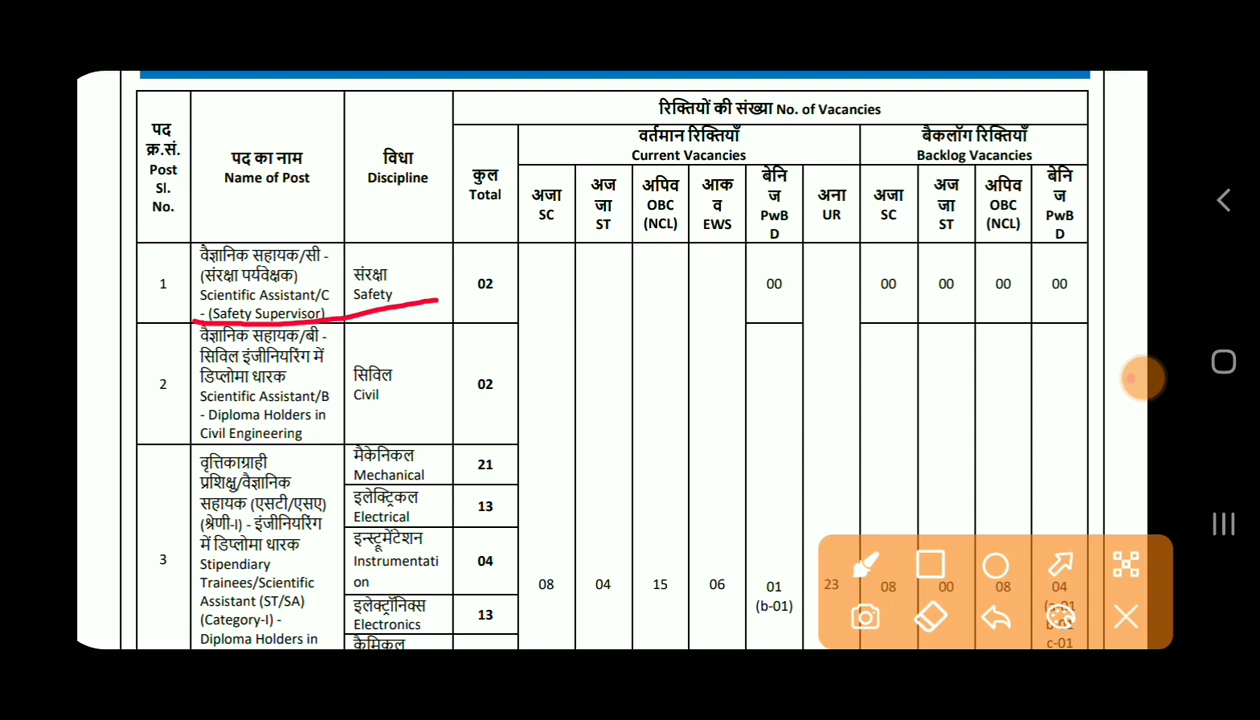 रिक्तियों की संख्या No. of Vacancies
पद
क्र.सं.
Post
Sl.
No.
पद का नाम
Name of Post
विधा
Discipline
कुल
Total
वर्तमान रिक्तियाँ
Current Vacancies
बैकलॉग रिक्तियाँ
Backlog Vacancies
अजा
SC
अज
जा
ST
अपिव
OBC
(NCL)
आक
व
EWS
बेनि
ज
PwB
D
अना
UR
अजा
SC
अज
जा
ST
अपिव
OBC
(NCL)
बेनि
ज
PwB
D
1
वैज्ञानिक सहायक/सी -
(संरक्षा पर्यवेक्षक)
Scientific Assistant/C
- (Safety Supervisor)
संरक्षा
Safety
02
00
00
00
00
00
2
वैज्ञानिक सहायक/बी -
सिविल इंजीनियरिंग में
डिप्लोमा धारक
Scientific Assistant/B
- Diploma Holders in
Civil Engineering
सिविल
Civil
02
3
वृत्तिकाग्राही
प्रशिक्षु/वैज्ञानिक
सहायक (एसटी/एसए)
(श्रेणी-I) - इंजीनियरिंग
में डिप्लोमा धारक
Stipendiary
Trainees/Scientific
Assistant (ST/SA)
(Category-I) -
Diploma Holders in
मैकेनिकल
Mechanical
21
इलेक्ट्रिकल
Electrical
13
इन्स्ट्रूमेंटेशन
Instrumentati
on
04
इलेक्ट्रॉनिक्स
Electronics
13
कैमिकल
08
04
15
06
01
(b-01)
23
08
00
08
04
c-01